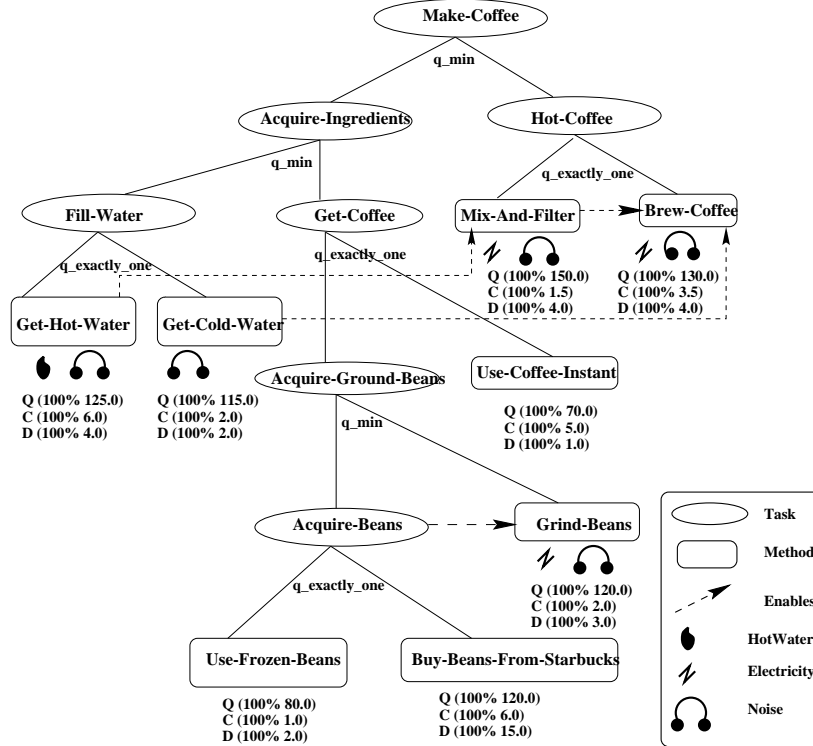 Make-Coffee
q_min
Acquire-Ingredients
Hot-Coffee
q_min
q_exactly_one
Fill-Water
Get-Coffee
Mix-And-Filter
Brew-Coffee
q_exactly_one
q_exactly_one
Q (100% 150.0)
C (100% 1.5)
D (100% 4.0)
Q (100% 130.0)
C (100% 3.5)
D (100% 4.0)
Get-Hot-Water
Get-Cold-Water
Q (100% 125.0)
C (100% 6.0)
D (100% 4.0)
Q (100% 115.0)
C (100% 2.0)
D (100% 2.0)
Acquire-Ground-Beans
Use-Coffee-Instant
Q (100% 70.0)
C (100% 5.0)
D (100% 1.0)
q_min
Acquire-Beans
Grind-Beans
Q (100% 120.0)
C (100% 2.0)
D (100% 3.0)
q_exactly_one
Use-Frozen-Beans
Buy-Beans-From-Starbucks
Q (100% 80.0)
C (100% 1.0)
D (100% 2.0)
Q (100% 120.0)
C (100% 6.0)
D (100% 15.0)
Task
Method
Enables
HotWater
Electricity
Noise